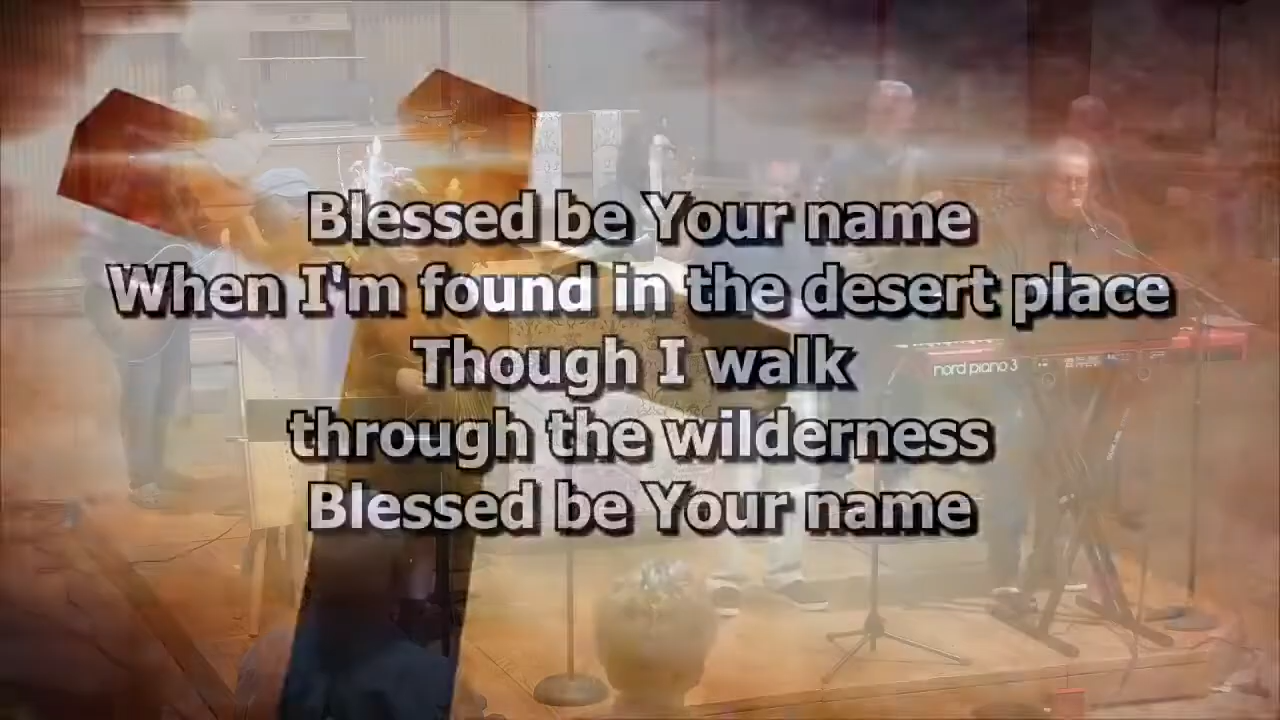 Blessed be Your name
When I'm found in the desert place
Though I walk
through the wilderness
Blessed be Your name
nord piano 3